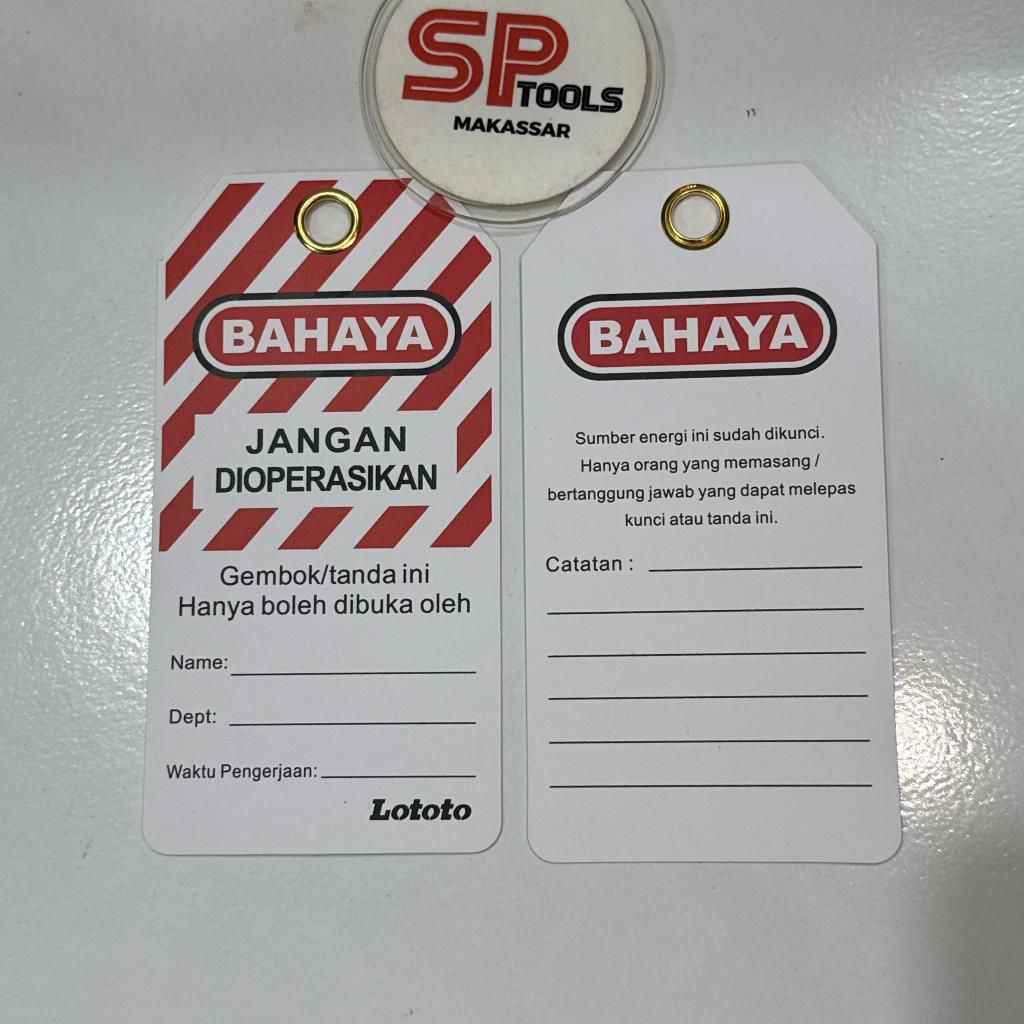 SP TOOLS
MAKASSAR
BAHAYA
JANGAN
DIOPERASIKAN
Gembok/tanda ini
Hanya boleh dibuka oleh
Name:
Dept:
Waktu Pengerjaan:
Lototo
BAHAYA
Sumber energi ini sudah dikunci.
Hanya orang yang memasang /
bertanggung jawab yang dapat melepas
kunci atau tanda ini.
Catatan :